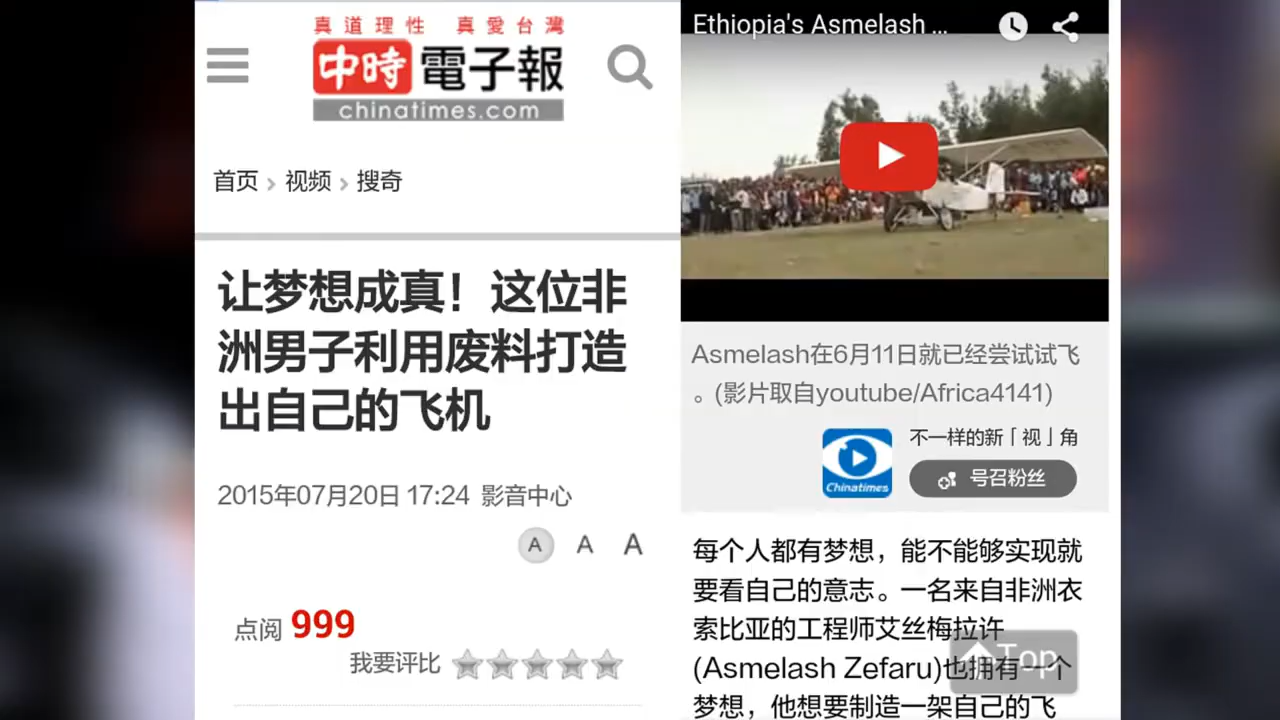 真道理性 真愛台灣
中時電子報
chinatimes.com
首页 › 视频 › 搜奇
让梦想成真！这位非
洲男子利用废料打造
出自己的飞机
2015年07月20日 17:24 影音中心
A A A
点阅 999
我要评比
Ethiopia's Asmelash ...
Asmelash在6月11日就已经尝试试飞
。(影片取自youtube/Africa4141)
不一样的新「视」角
Chinatimes
号召粉丝
每个人都有梦想，能不能够实现就
要看自己的意志。一名来自非洲衣
索比亚的工程师艾丝梅拉许
(Asmelash Zefaru)也拥有一个
Top
梦想，他想要制造一架自己的飞